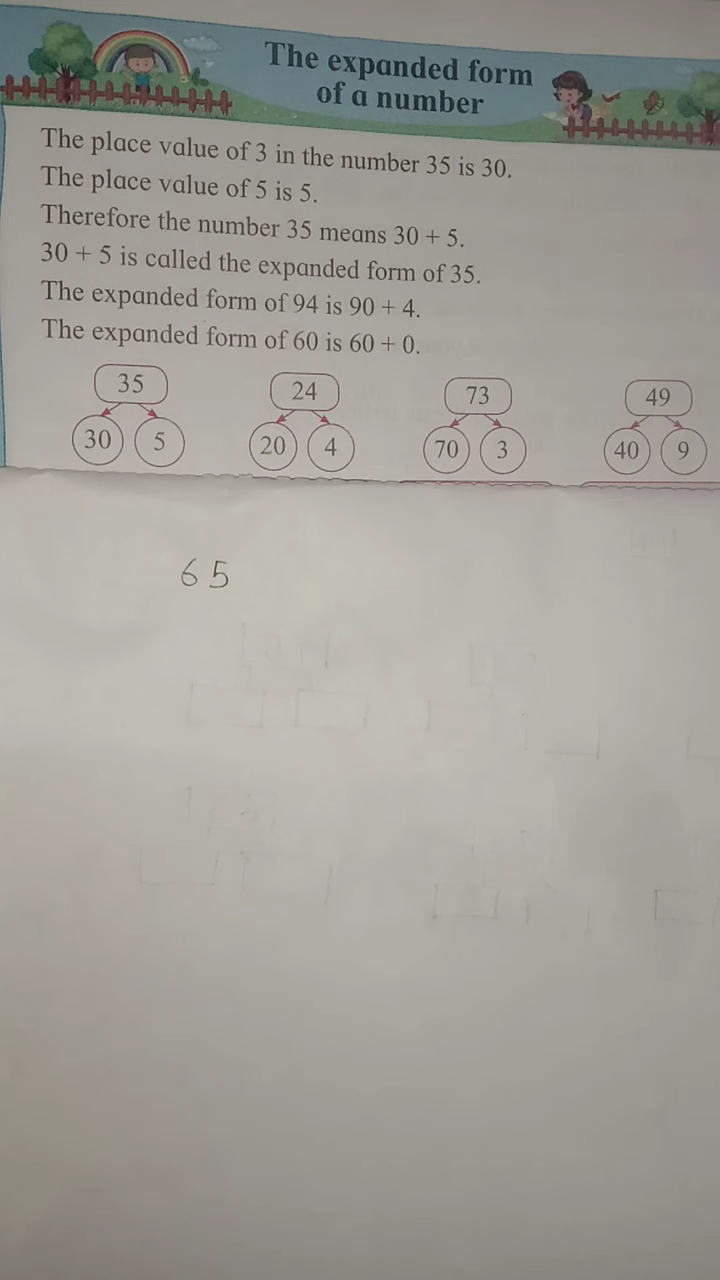 The expanded form
of a number
The place value of 3 in the number 35 is 30.
The place value of 5 is 5.
Therefore the number 35 means 30 + 5.
30 + 5 is called the expanded form of 35.
The expanded form of 94 is 90 + 4.
The expanded form of 60 is 60 + 0.
35 24 73 49
30 5 20 4 70 3 40 9
65